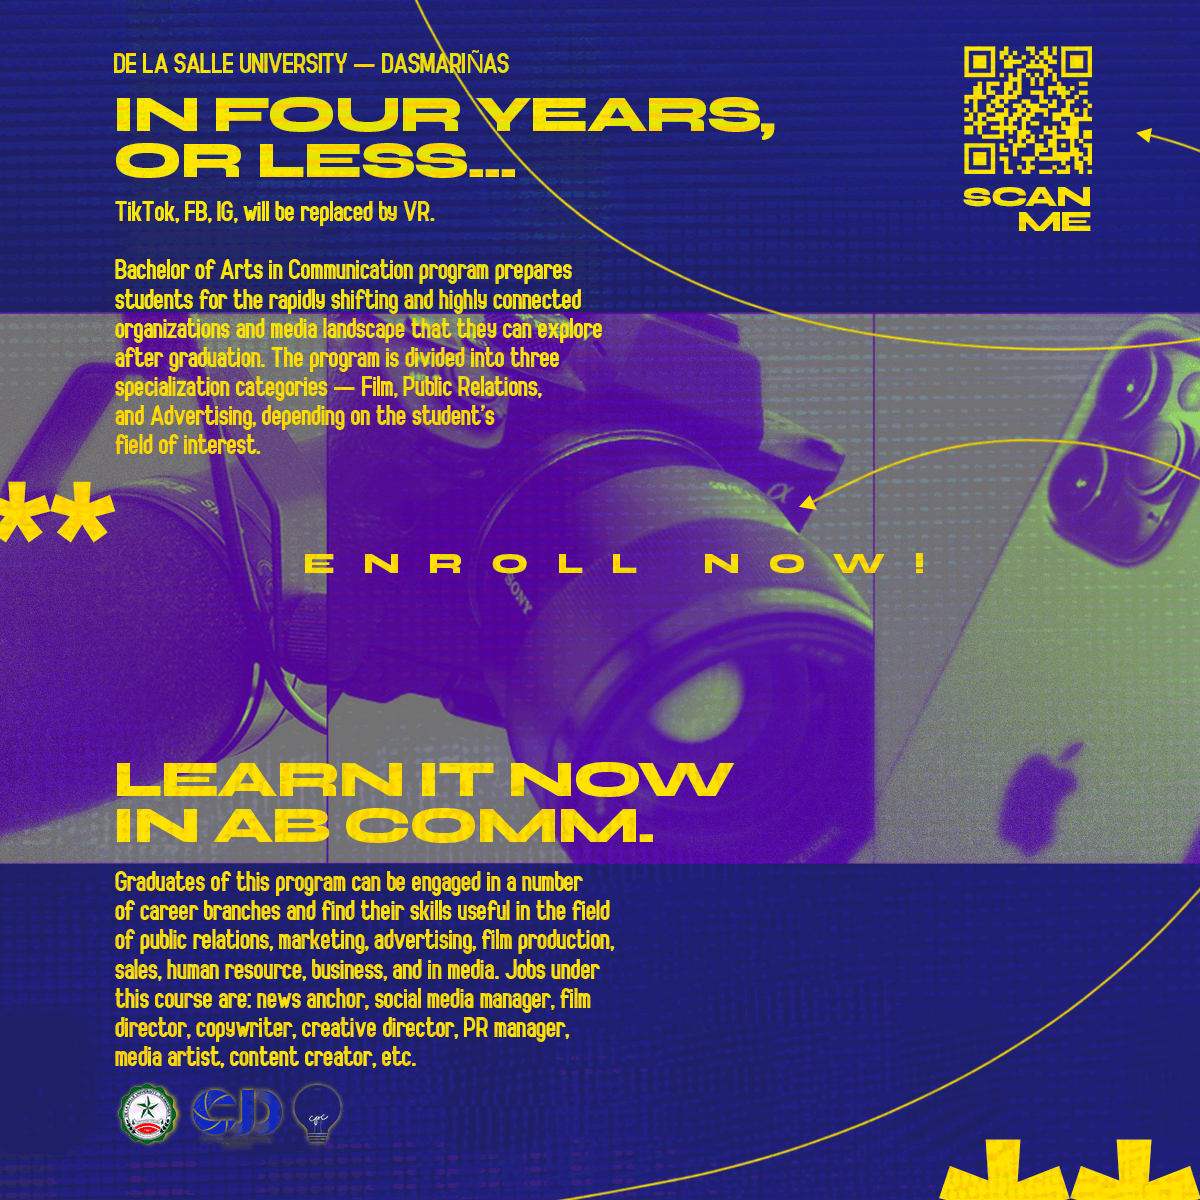 DE LA SALLE UNIVERSITY — DASMARIÑAS
IN FOUR YEARS,
OR LESS...
TikTok, FB, IG, will be replaced by VR.
SCAN
ME
Bachelor of Arts in Communication program prepares
students for the rapidly shifting and highly connected
organizations and media landscape that they can explore
after graduation. The program is divided into three
specialization categories — Film, Public Relations,
and Advertising, depending on the student's
field of interest.
**
α
ENROLL NOW!
SONY
LEARN IT NOW
IN AB COMM.
Graduates of this program can be engaged in a number
of career branches and find their skills useful in the field
of public relations, marketing, advertising, film production,
sales, human resource, business, and in media. Jobs under
this course are: news anchor, social media manager, film
director, copywriter, creative director, PR manager,
media artist, content creator, etc.
cpc
**